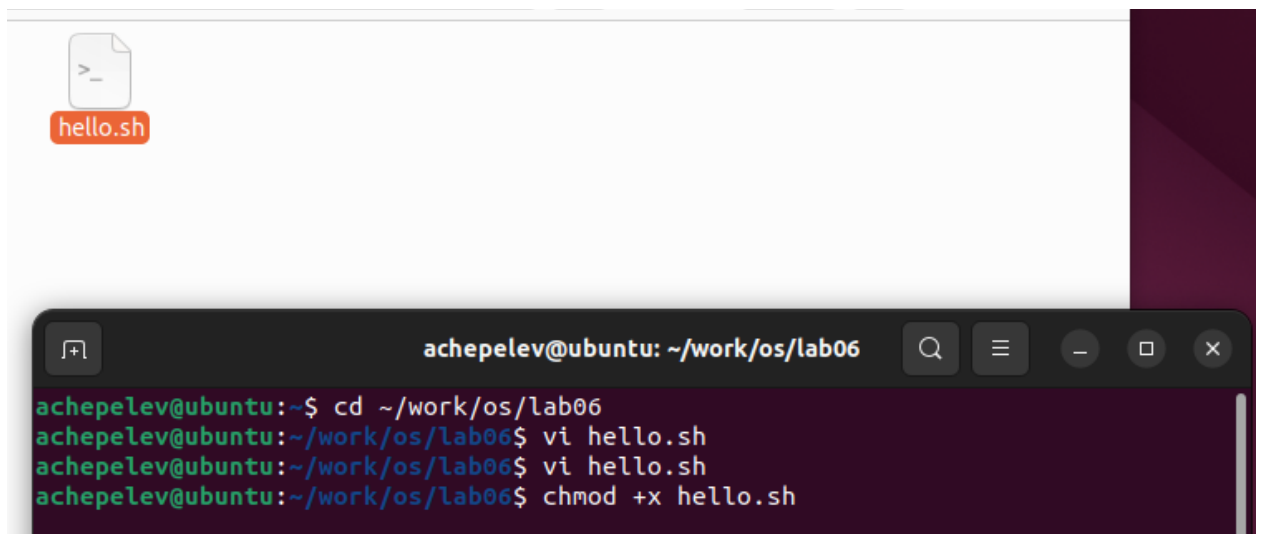 >_
hello.sh
achepelev@ubuntu: ~/work/os/lab06
achepelev@ubuntu:~$ cd ~/work/os/lab06
achepelev@ubuntu:~/work/os/lab06$ vi hello.sh
achepelev@ubuntu:~/work/os/lab06$ vi hello.sh
achepelev@ubuntu:~/work/os/lab06$ chmod +x hello.sh